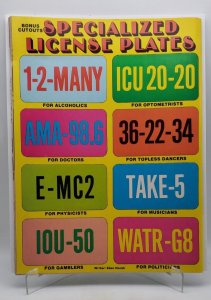 BONUS CUTOUTS!
SPECIALIZED
LICENSE PLATES
1-2-MANY
ICU 20-20
FOR ALCOHOLICS
FOR OPTOMETRISTS
AMA-98.6
36-22-34
FOR DOCTORS
FOR TOPLESS DANCERS
E-MC2
TAKE-5
FOR PHYSICISTS
FOR MUSICIANS
IOU-50
WATR-G8
FOR GAMBLERS
Writer:
FOR POLITICIANS